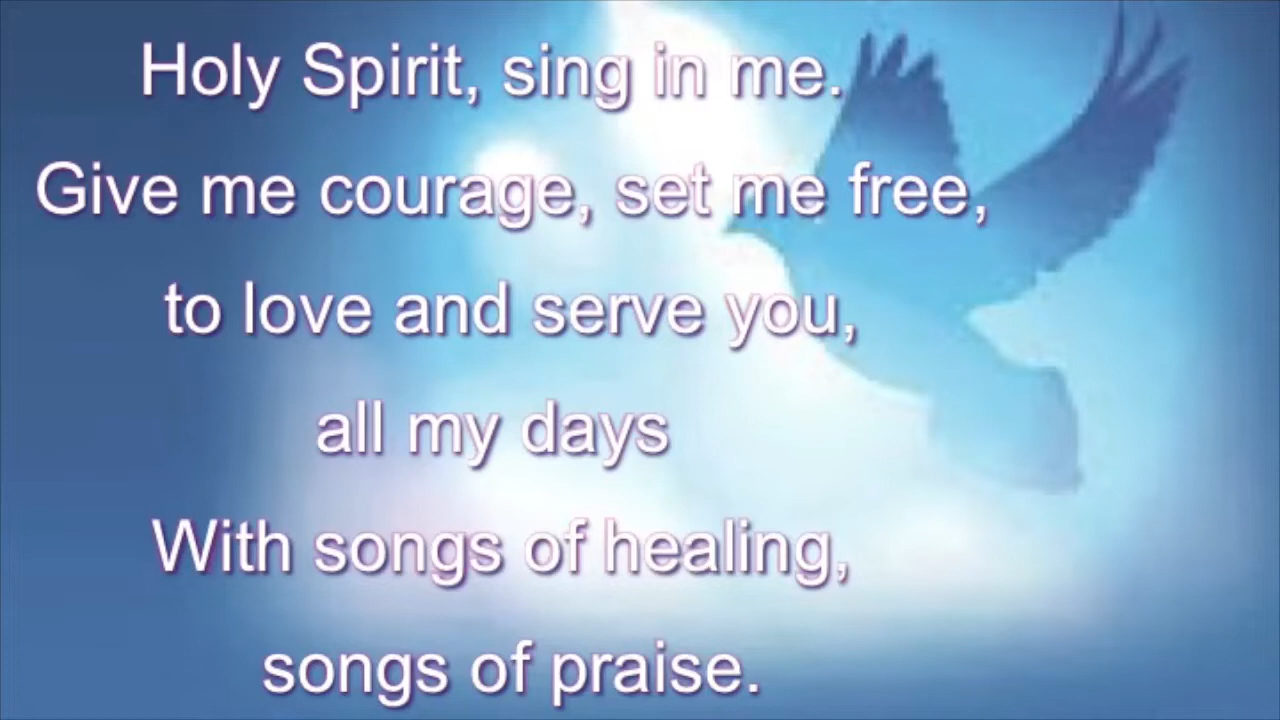 Holy Spirit, sing in me.
Give me courage, set me free,
to love and serve you,
all my days
With songs of healing,
songs of praise.